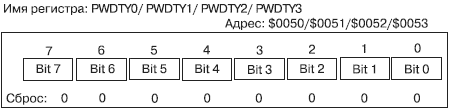 Имя регистра: PWDTY0/ PWDTY1/ PWDTY2/ PWDTY3
Адрес: $0050/$0051/$0052/$0053
7 6 5 4 3 2 1 0
Bit 7 Bit 6 Bit 5 Bit 4 Bit 3 Bit 2 Bit 1 Bit 0
Сброс: 0 0 0 0 0 0 0 0